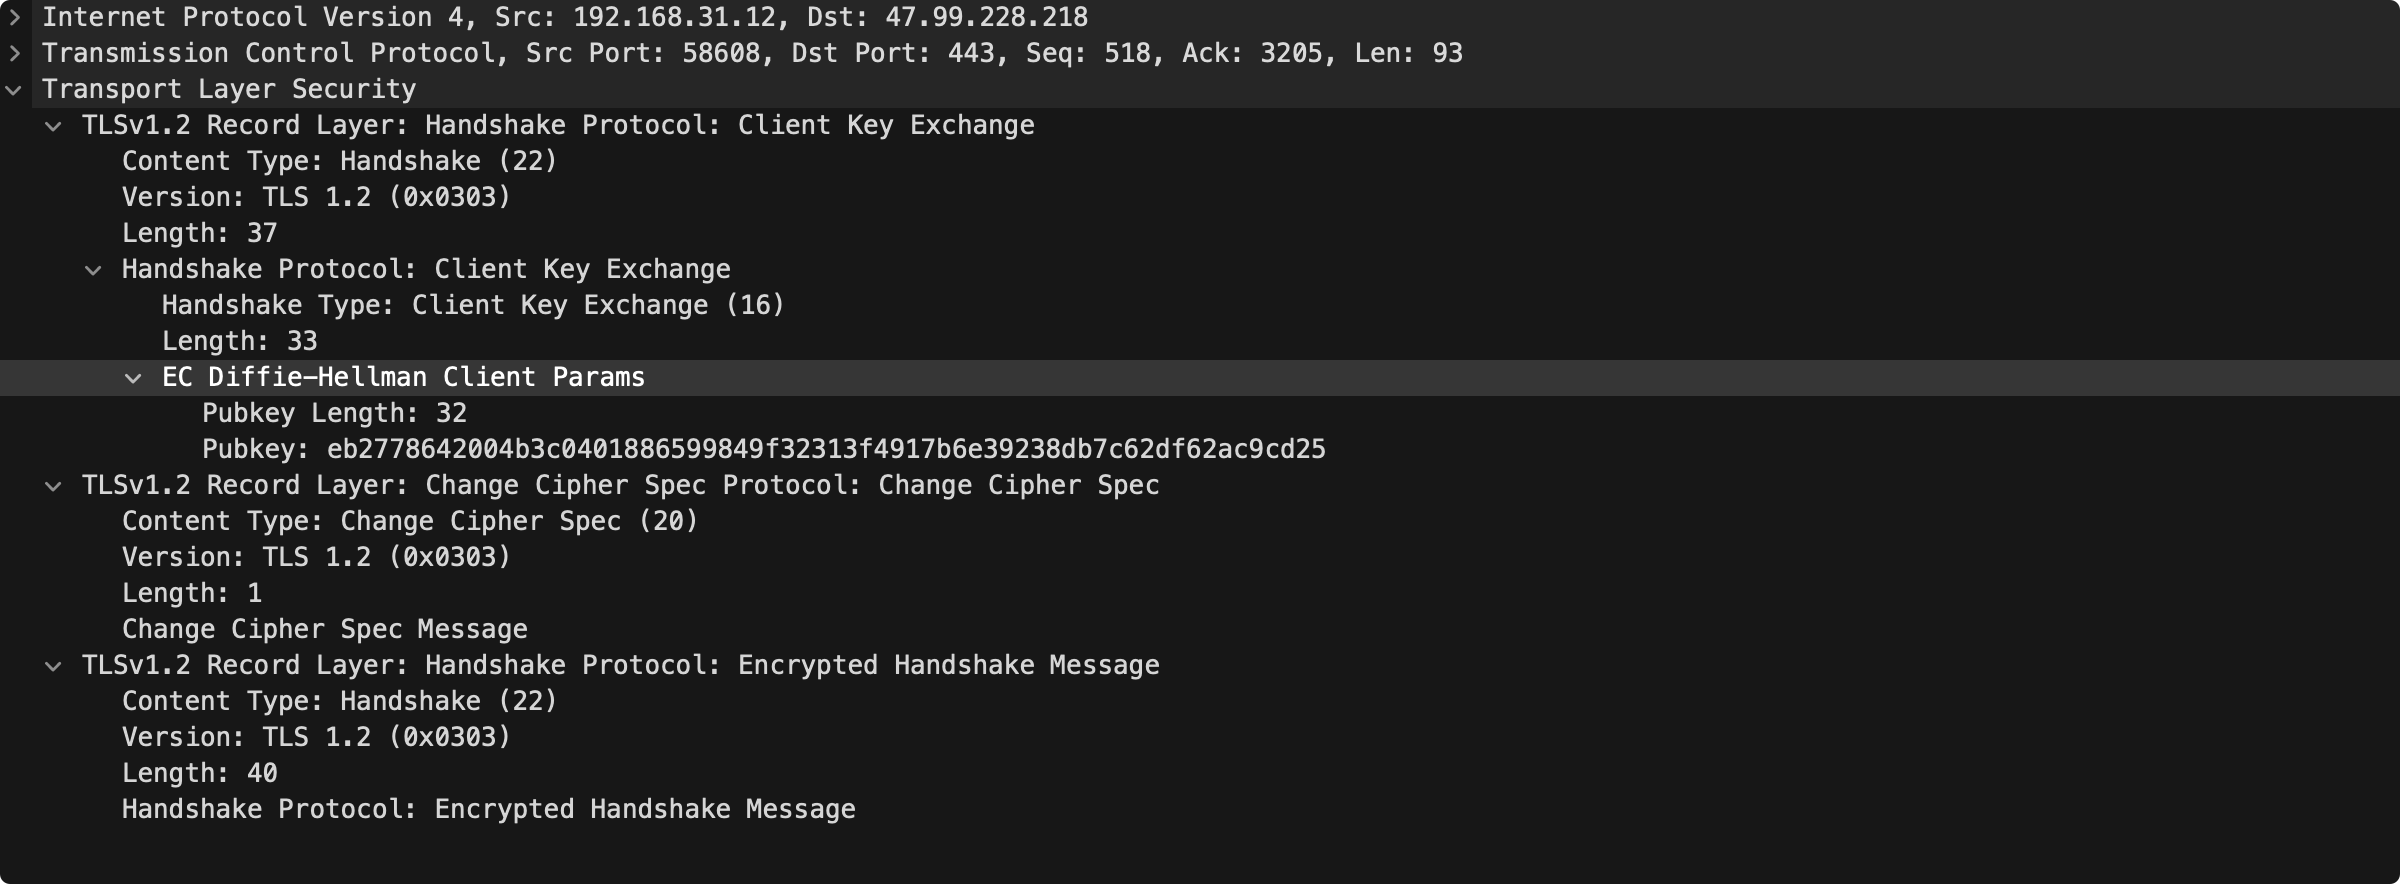 Internet Protocol Version 4, Src: 192.168.31.12, Dst: 47.99.228.218
Transmission Control Protocol, Src Port: 58608, Dst Port: 443, Seq: 518, Ack: 3205, Len: 93
Transport Layer Security
TLSv1.2 Record Layer: Handshake Protocol: Client Key Exchange
Content Type: Handshake (22)
Version: TLS 1.2 (0x0303)
Length: 37
Handshake Protocol: Client Key Exchange
Handshake Type: Client Key Exchange (16)
Length: 33
EC Diffie-Hellman Client Params
Pubkey Length: 32
Pubkey: eb2778642004b3c0401886599849f32313f4917b6e39238db7c62df62ac9cd25
TLSv1.2 Record Layer: Change Cipher Spec Protocol: Change Cipher Spec
Content Type: Change Cipher Spec (20)
Version: TLS 1.2 (0x0303)
Length: 1
Change Cipher Spec Message
TLSv1.2 Record Layer: Handshake Protocol: Encrypted Handshake Message
Content Type: Handshake (22)
Version: TLS 1.2 (0x0303)
Length: 40
Handshake Protocol: Encrypted Handshake Message